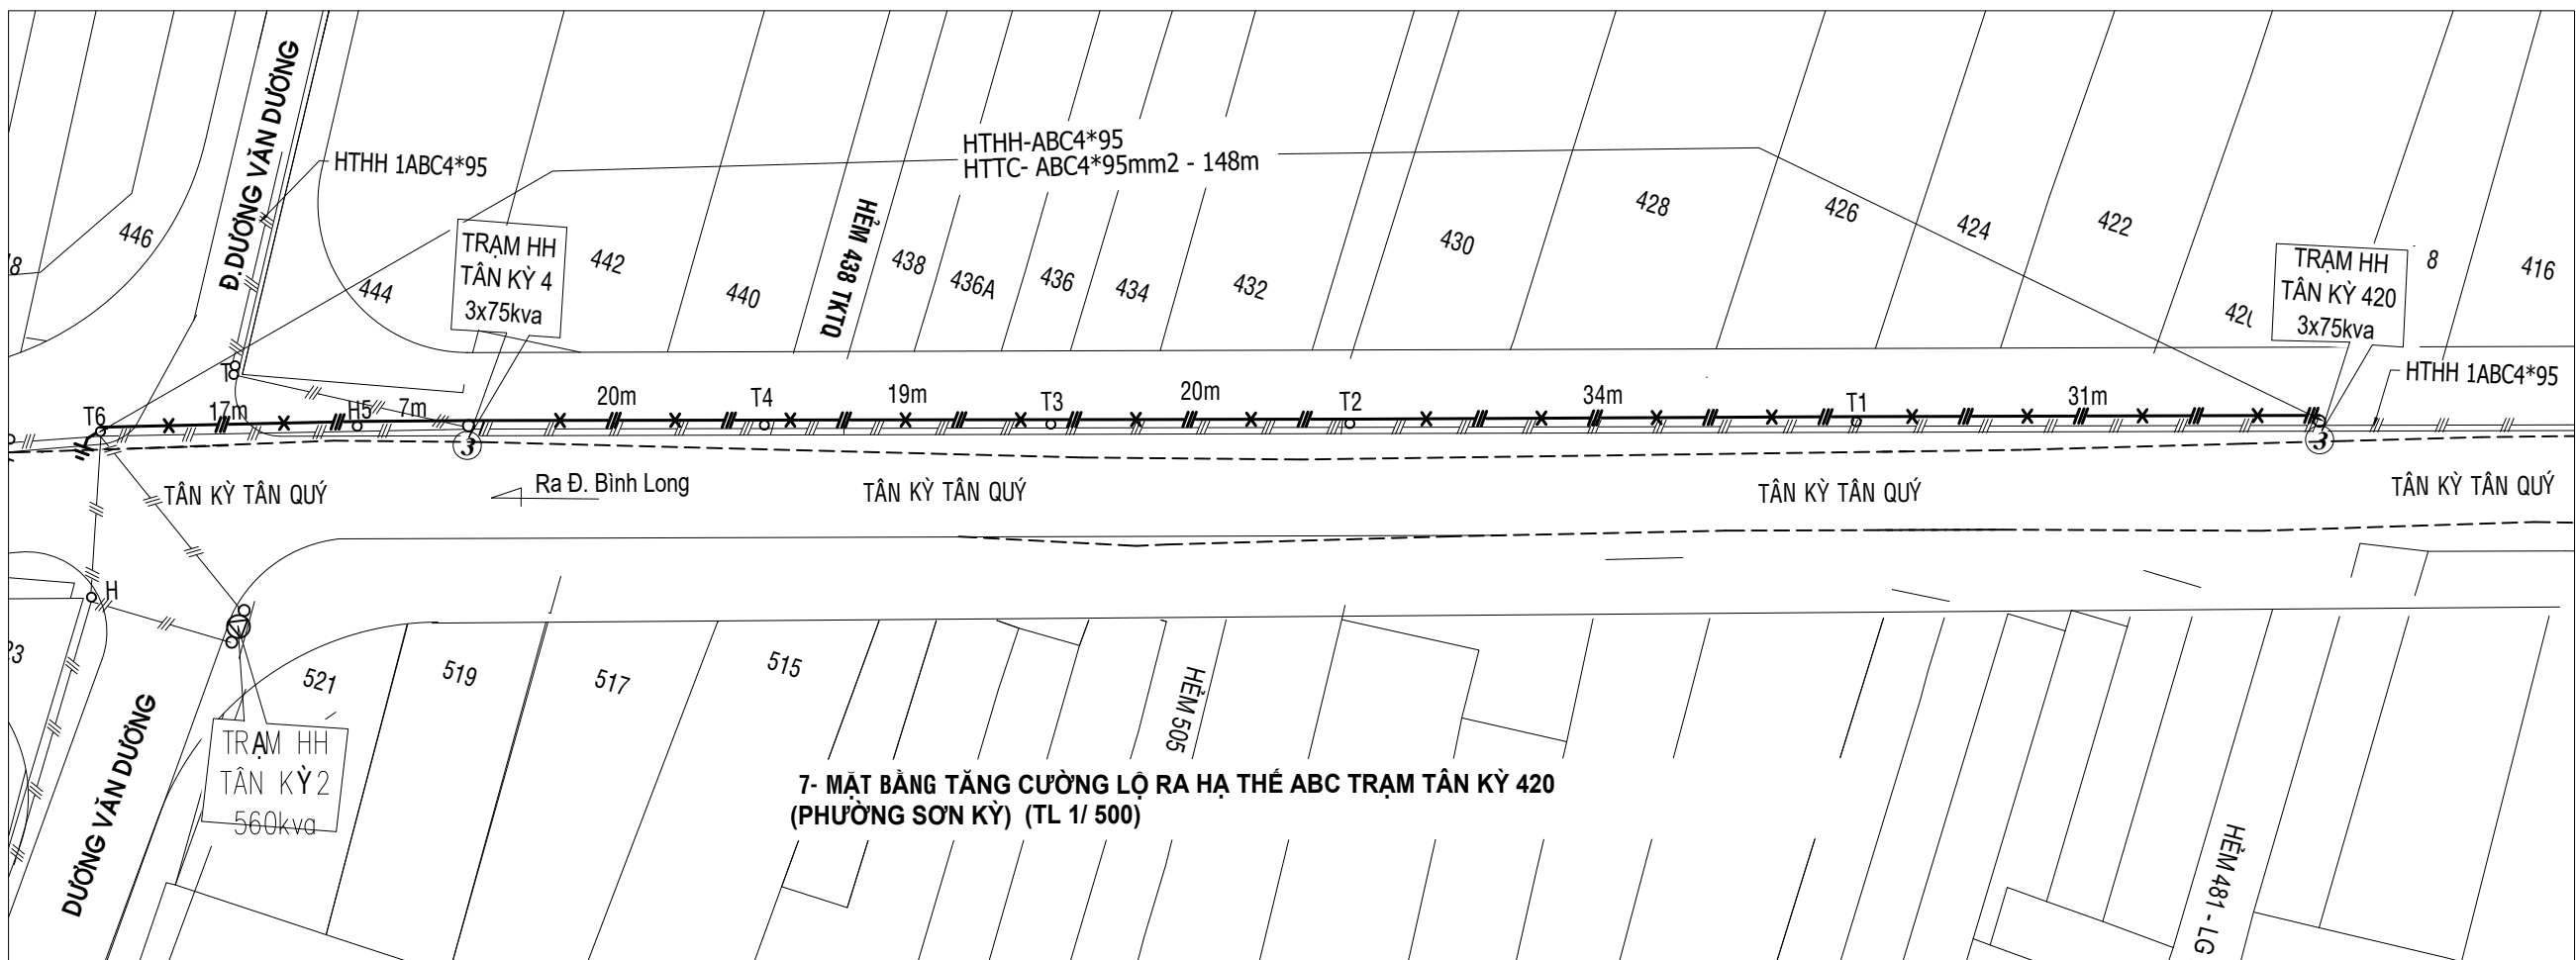 Đ.DƯƠNG VĂN DƯƠNG
HTHH 1ABC4*95
HTHH-ABC4*95
HTTC- ABC4*95mm2 - 148m
446
444
TRẠM HH
TÂN KỲ 4
3x75kva
442
440
HẺM 438 TKTQ
438
436A
436
434
432
430
428
426
424
422
TRẠM HH
TÂN KỲ 420
3x75kva
8
416
HTHH 1ABC4*95
T
T6
17m
H5
7m
20m
T4
19m
T3
20m
T2
34m
T1
31m
3
3
TÂN KỲ TÂN QUÝ
Ra Đ. Bình Long
TÂN KỲ TÂN QUÝ
TÂN KỲ TÂN QUÝ
TÂN KỲ TÂN QUÝ
H
521
519
517
515
HẺM 505
TRẠM HH
TÂN KỲ 2
560kva
DƯƠNG VĂN DƯƠNG
7- MẶT BẰNG TĂNG CƯỜNG LỘ RA HẠ THẾ ABC TRẠM TÂN KỲ 420
(PHƯỜNG SƠN KỲ) (TL 1/ 500)
HẺM 481 - LG